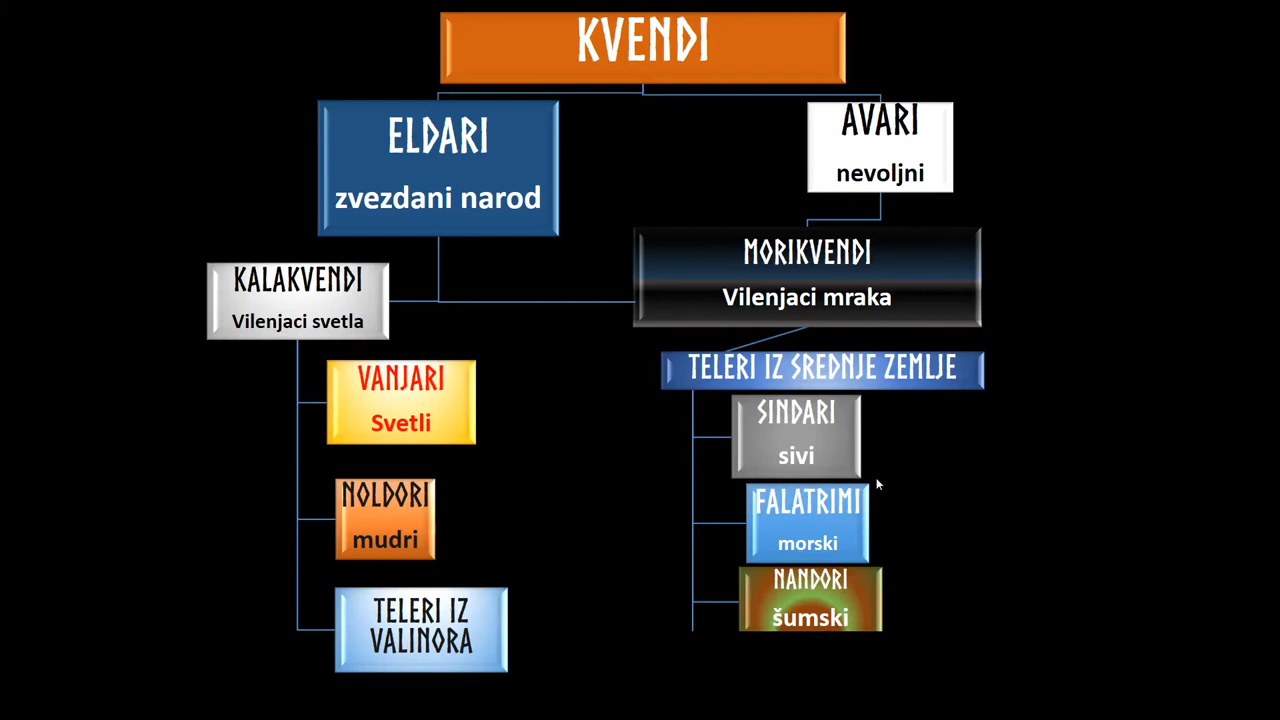 KVENDI
ELDARI
zvezdani narod
AVARI
nevoljni
MORIKVENDI
Vilenjaci mraka
KALAKVENDI
Vilenjaci svetla
VANJARI
Svetli
NOLDORI
mudri
TELERI IZ
VALINORA
TELERI IZ SREDNJE ZEMLJE
SINDARI
sivi
FALATRIMI
morski
NANDORI
šumski